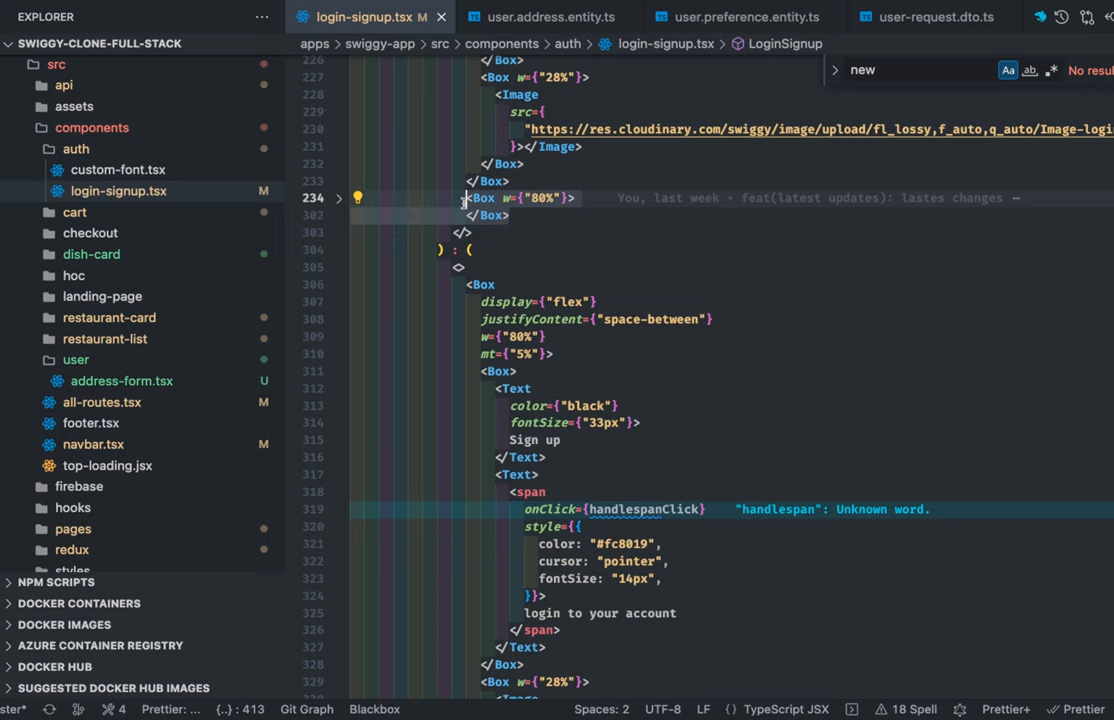 EXPLORER ···
login-signup.tsx M ×
user.address.entity.ts
user.preference.entity.ts
user-request.dto.ts
SWIGGY-CLONE-FULL-STACK
apps > swiggy-app > src > components > auth > login-signup.tsx > LoginSignup
new Aa ab .* No resul
src
api
assets
components
auth
custom-font.tsx
login-signup.tsx M
cart
checkout
dish-card
hoc
landing-page
restaurant-card
restaurant-list
user
address-form.tsx U
all-routes.tsx M
footer.tsx
navbar.tsx M
top-loading.jsx
firebase
hooks
pages
redux
styles
NPM SCRIPTS
DOCKER CONTAINERS
DOCKER IMAGES
AZURE CONTAINER REGISTRY
DOCKER HUB
SUGGESTED DOCKER HUB IMAGES
226 </Box>
227 <Box w={"28%"}>
228 <Image
229 src={
230 "https://res.cloudinary.com/swiggy/image/upload/fl_lossy,f_auto,q_auto/Image-logi
231 }></Image>
232 </Box>
233 </Box>
234 <Box w={"80%"}> You, last week • feat(latest updates): lastes changes ⋯
302 </Box>
303 </>
304 ) : (
305 <>
306 <Box
307 display={"flex"}
308 justifyContent={"space-between"}
309 w={"80%"}
310 mt={"5%"}>
311 <Box>
312 <Text
313 color={"black"}
314 fontSize={"33px"}>
315 Sign up
316 </Text>
317 <Text>
318 <span
319 onClick={handlespanClick} "handlespan": Unknown word.
320 style={{
321 color: "#fc8019",
322 cursor: "pointer",
323 fontSize: "14px",
324 }}>
325 login to your account
326 </span>
327 </Text>
328 </Box>
329 <Box w={"28%"}>
330 <Image
ster* 4 Prettier: ... {..} : 413 Git Graph Blackbox Spaces: 2 UTF-8 LF {} TypeScript JSX 18 Spell Prettier+ Prettier